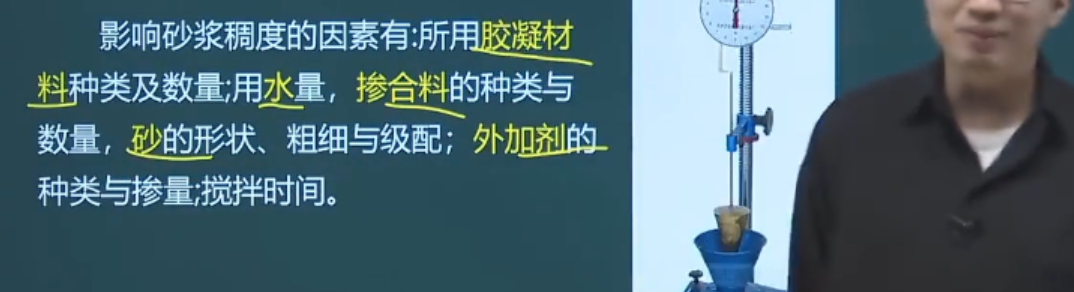 影响砂浆稠度的因素有:所用胶凝材
料种类及数量;用水量，掺合料的种类与
数量，砂的形状、粗细与级配；外加剂的
种类与掺量;搅拌时间。